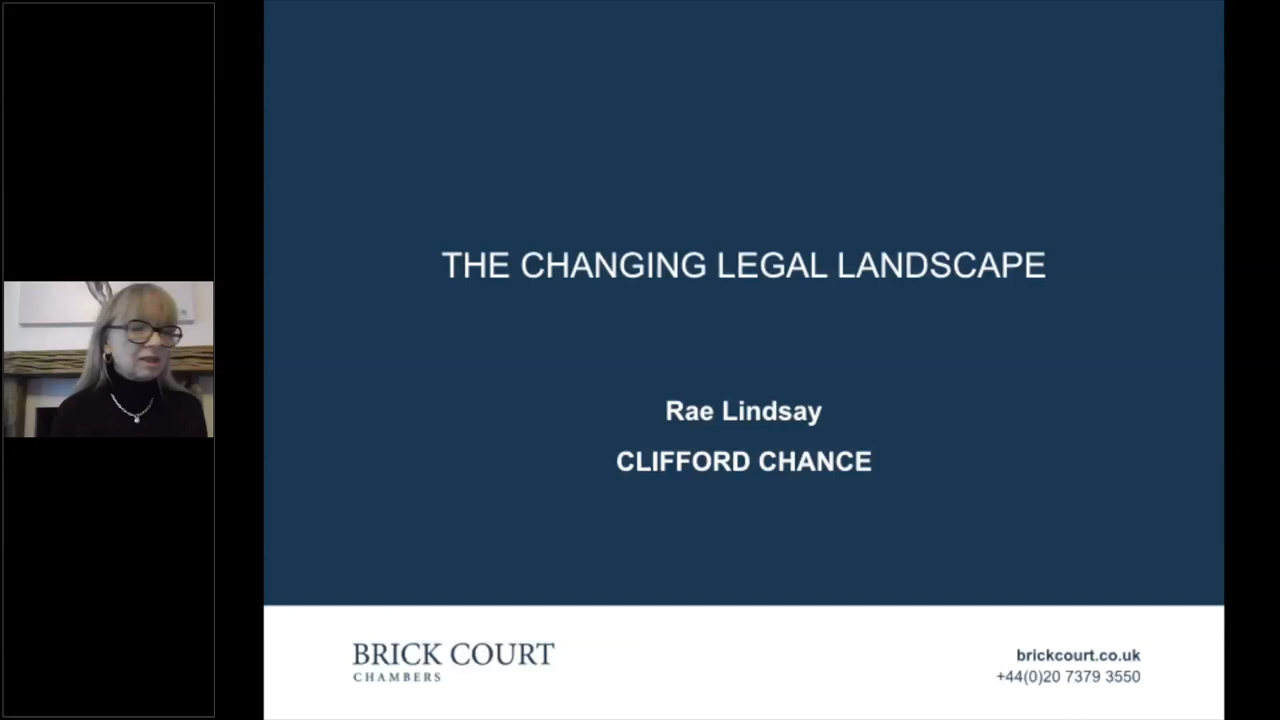 THE CHANGING LEGAL LANDSCAPE
Rae Lindsay
CLIFFORD CHANCE
BRICK COURT
CHAMBERS
brickcourt.co.uk
+44(0)20 7379 3550